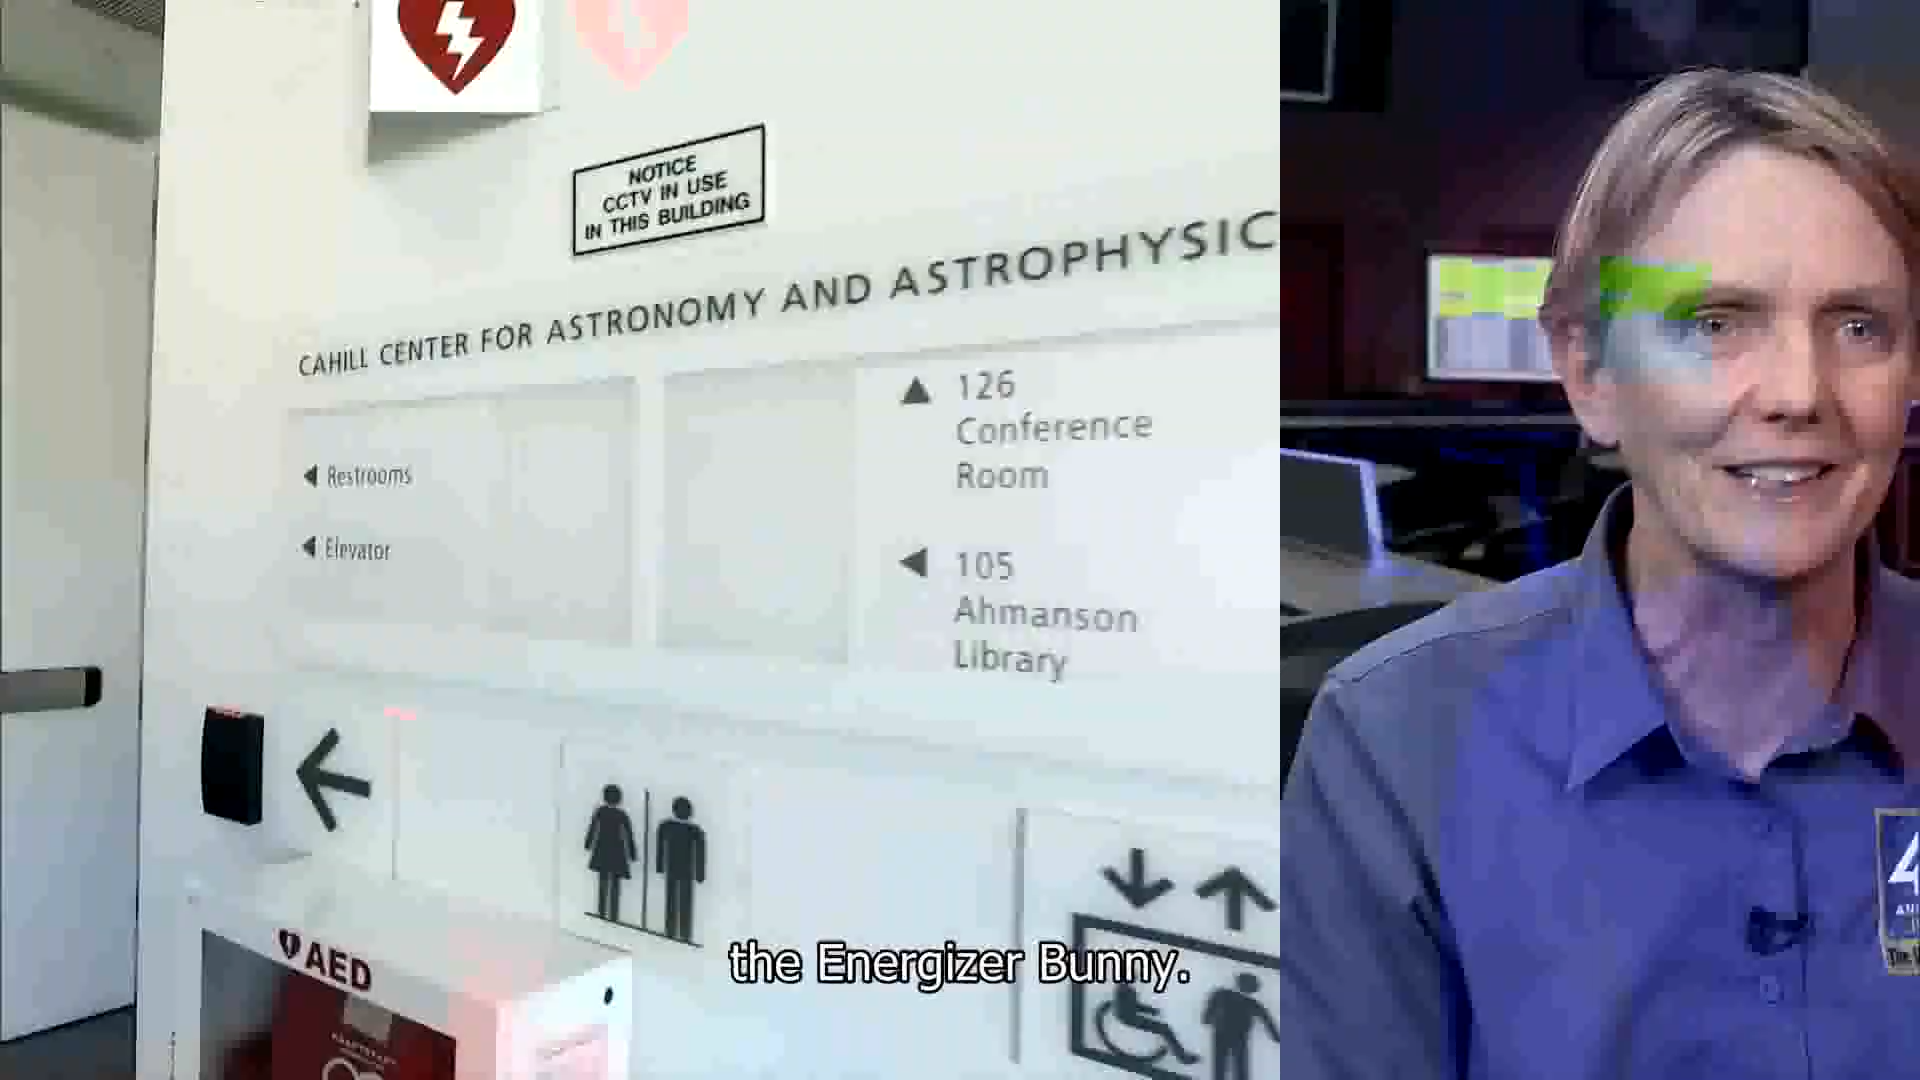 NOTICE
CCTV IN USE
IN THIS BUILDING
CAHILL CENTER FOR ASTRONOMY AND ASTROPHYSIC
126
Conference
Room
Restrooms
Elevator
105
Ahmanson
Library
AED
the Energizer Bunny.